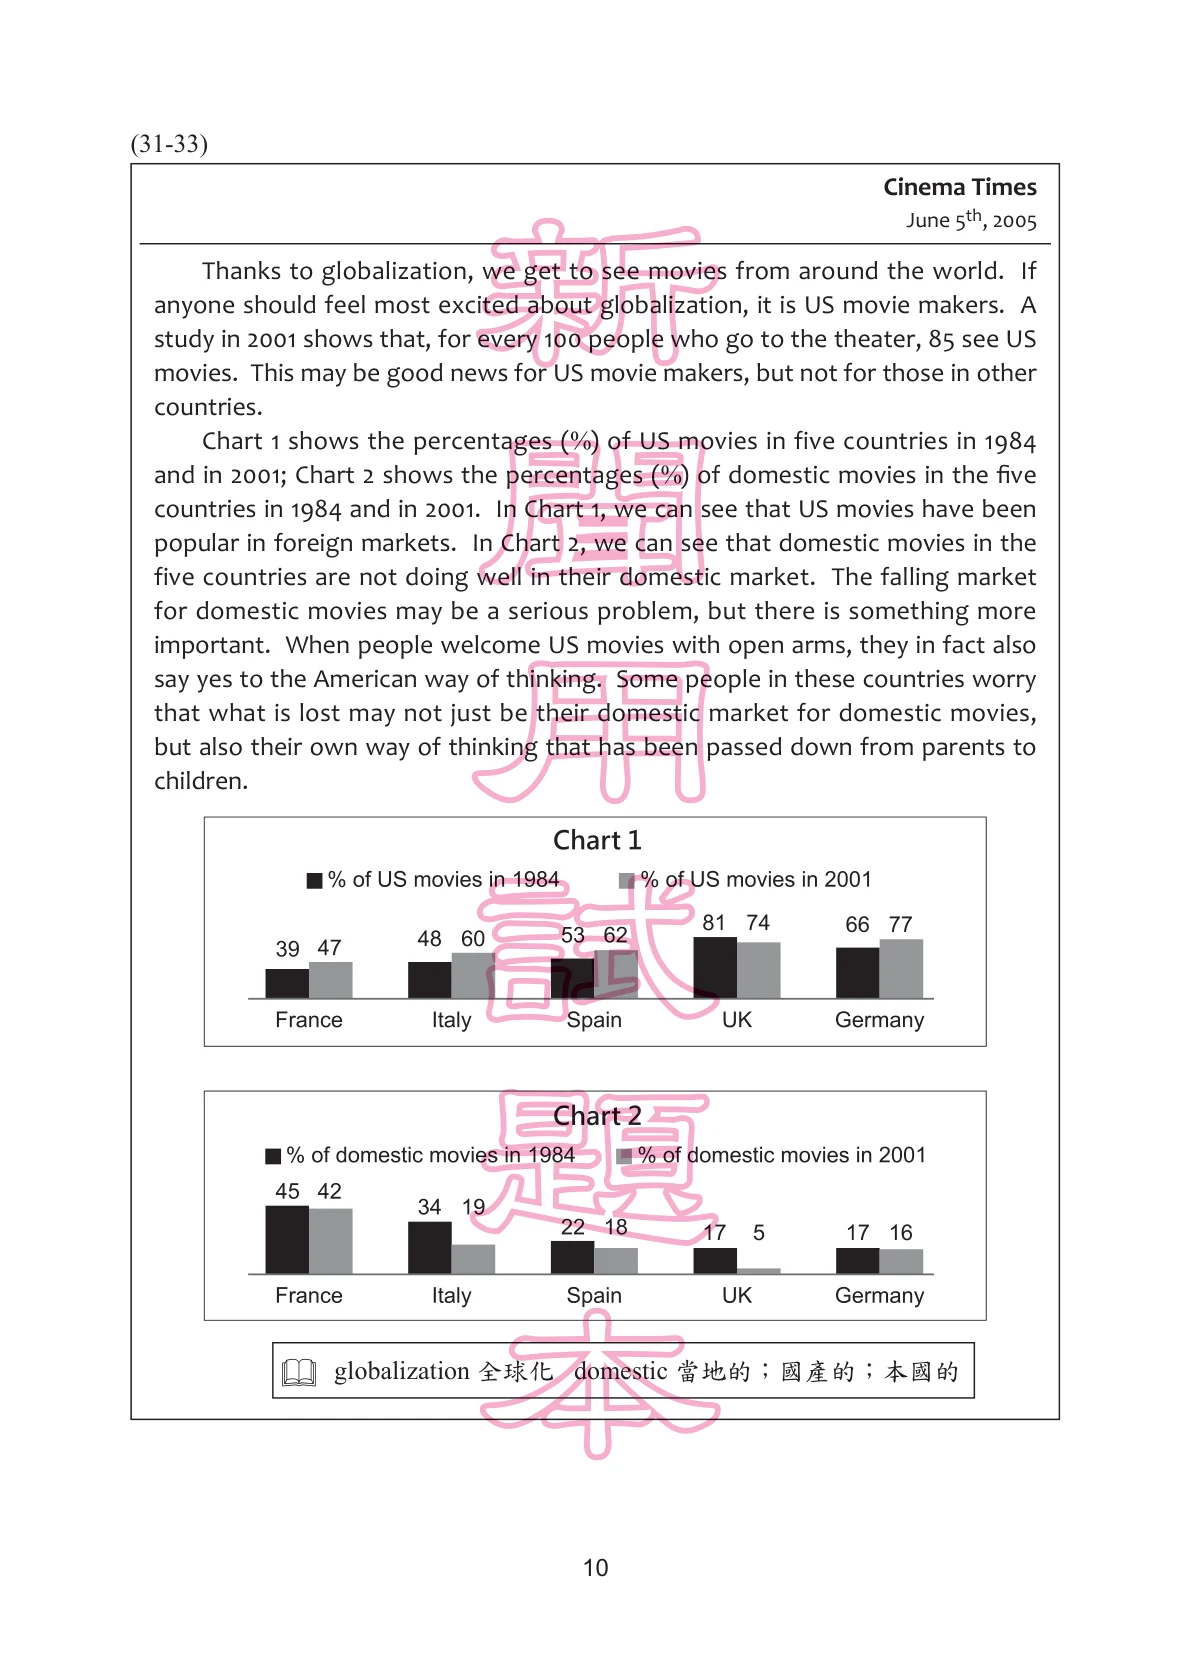 (31-33)
Cinema Times
June 5th, 2005
Thanks to globalization, we get to see movies from around the world. If
anyone should feel most excited about globalization, it is US movie makers. A
study in 2001 shows that, for every 100 people who go to the theater, 85 see US
movies. This may be good news for US movie makers, but not for those in other
countries.
Chart 1 shows the percentages (%) of US movies in five countries in 1984
and in 2001; Chart 2 shows the percentages (%) of domestic movies in the five
countries in 1984 and in 2001. In Chart 1, we can see that US movies have been
popular in foreign markets. In Chart 2, we can see that domestic movies in the
five countries are not doing well in their domestic market. The falling market
for domestic movies may be a serious problem, but there is something more
important. When people welcome US movies with open arms, they in fact also
say yes to the American way of thinking. Some people in these countries worry
that what is lost may not just be their domestic market for domestic movies,
but also their own way of thinking that has been passed down from parents to
children.
Chart 1
% of US movies in 1984 % of US movies in 2001
39 47 48 60 53 62 81 74 66 77
France Italy Spain UK Germany
Chart 2
% of domestic movies in 1984 % of domestic movies in 2001
45 42 34 19 22 18 17 5 17 16
France Italy Spain UK Germany
globalization 全球化 domestic 當地的；國產的；本國的
10
新聞用試題本